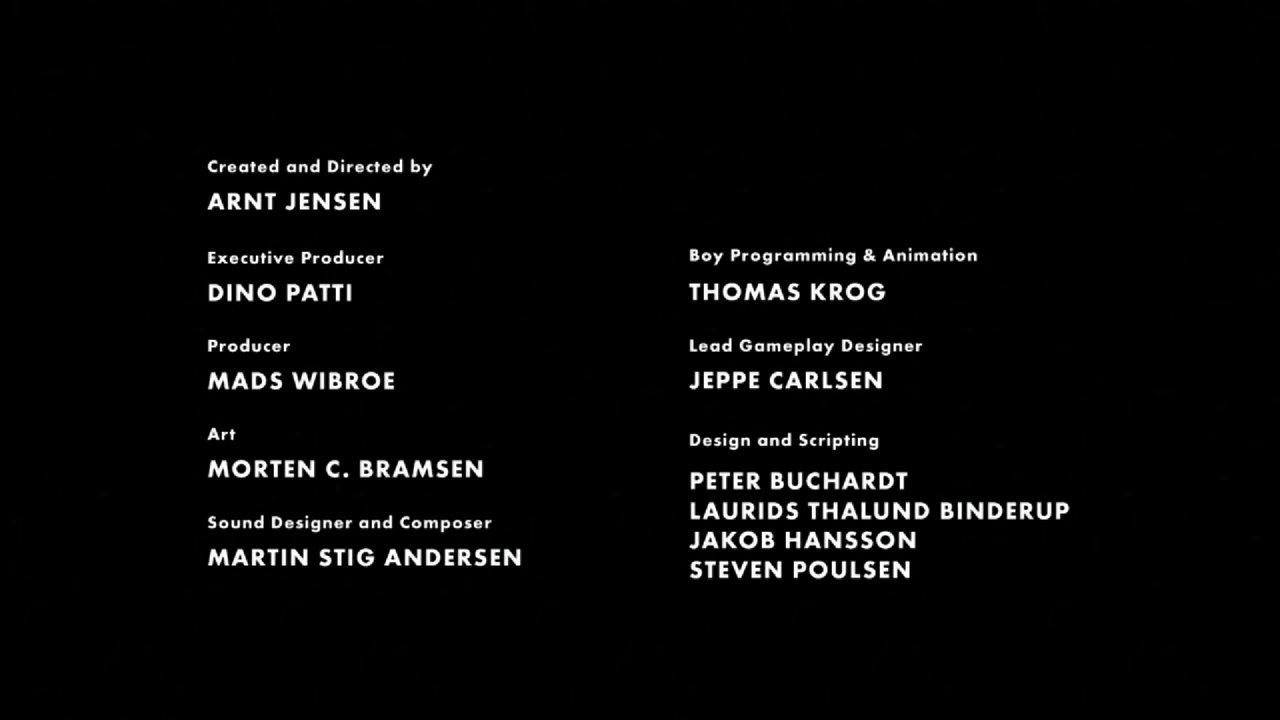 Created and Directed by
ARNT JENSEN
Executive Producer
DINO PATTI
Producer
MADS WIBROE
Art
MORTEN C. BRAMSEN
Sound Designer and Composer
MARTIN STIG ANDERSEN
Boy Programming & Animation
THOMAS KROG
Lead Gameplay Designer
JEPPE CARLSEN
Design and Scripting
PETER BUCHARDT
LAURIDS THALUND BINDERUP
JAKOB HANSSON
STEVEN POULSEN